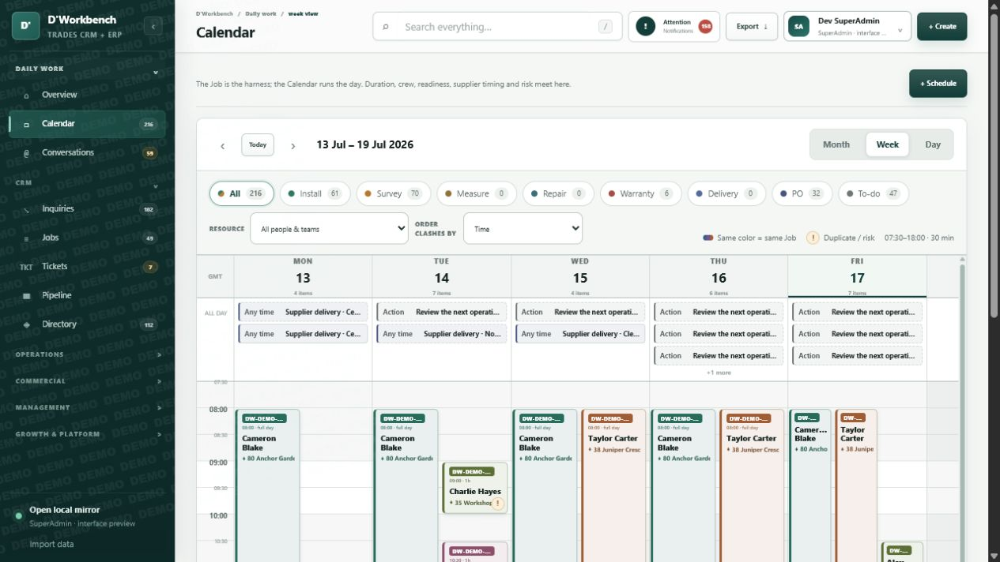 D'
D'Workbench
TRADES CRM + ERP
DAILY WORK
Overview
Calendar 216
Conversations 59
CRM
Inquiries 102
Jobs 49
TKT Tickets 7
Pipeline
Directory 112
OPERATIONS
COMMERCIAL
MANAGEMENT
GROWTH & PLATFORM
Open local mirror
SuperAdmin · interface preview
Import data
D'Workbench / Daily work / week view
Calendar
Search everything... /
! Attention
Notifications
158
Export ↓
SA Dev SuperAdmin
SuperAdmin · interface ...
+ Create
The Job is the harness; the Calendar runs the day. Duration, crew, readiness, supplier timing and risk meet here.
+ Schedule
‹ Today › 13 Jul – 19 Jul 2026
Month Week Day
All 216 Install 61 Survey 70 Measure 0 Repair 0 Warranty 6 Delivery 0 PO 32 To-do 47
RESOURCE All people & teams
ORDER CLASHES BY Time
Same color = same Job ! Duplicate / risk 07:30–18:00 · 30 min
GMT
MON
13
4 items
TUE
14
7 items
WED
15
4 items
THU
16
6 items
FRI
17
7 items
ALL DAY
Any time Supplier delivery · Ce...
Any time Supplier delivery · Ce...
Action Review the next operati...
Any time Supplier delivery · No...
Action Review the next operati...
Any time Supplier delivery · Cle...
Action Review the next operati...
Action Review the next operati...
Action Review the next operati...
+1 more
Action Review the next operati...
Action Review the next operati...
Action Review the next operati...
07:30
08:00
08:30
09:00
10:00
10:30
DW-DEMO-...
08:00 · full day
Cameron
Blake
80 Anchor Garde
DW-DEMO-...
08:00 · full day
Cameron
Blake
80 Anchor Garde
DW-DEMO-...
09:00 · 1h
Charlie Hayes
35 Workshop
!
DW-DEMO-...
10:30 · 1h
DW-DEMO-...
08:00 · full day
Cameron
Blake
80 Anchor Garde
DW-DEMO-...
08:00 · full day
Taylor Carter
38 Juniper Cresc
DW-DEMO-...
08:00 · full day
Cameron
Blake
80 Anchor Garde
DW-DEMO-...
08:00 · full day
Taylor Carter
38 Juniper Cresc
DW-...
08:00 · full day
Camer...
Blake
80 Ancho
DW-...
08:00 · full day
Taylor
Carter
38 Junipe
DW-...